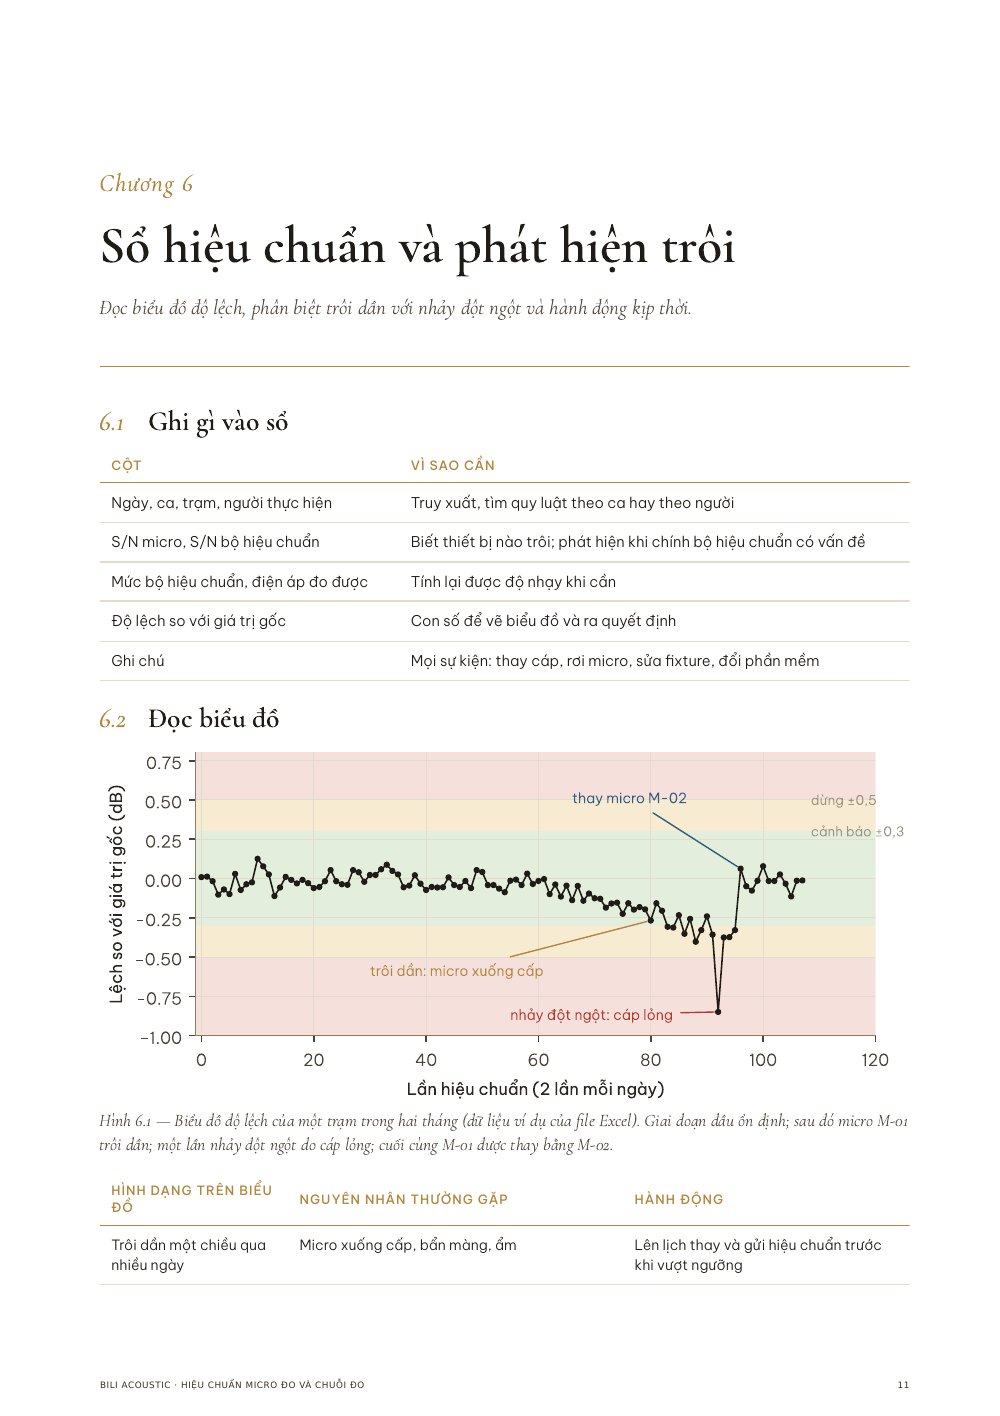 Chương 6
Sổ hiệu chuẩn và phát hiện trôi
Đọc biểu đồ độ lệch, phân biệt trôi dần với nhảy đột ngột và hành động kịp thời.
6.1 Ghi gì vào sổ
CỘT VÌ SAO CẦN
Ngày, ca, trạm, người thực hiện Truy xuất, tìm quy luật theo ca hay theo người
S/N micro, S/N bộ hiệu chuẩn Biết thiết bị nào trôi; phát hiện khi chính bộ hiệu chuẩn có vấn đề
Mức bộ hiệu chuẩn, điện áp đo được Tính lại được độ nhạy khi cần
Độ lệch so với giá trị gốc Con số để vẽ biểu đồ và ra quyết định
Ghi chú Mọi sự kiện: thay cáp, rơi micro, sửa fixture, đổi phần mềm
6.2 Đọc biểu đồ
Lệch so với giá trị gốc (dB)
0.75
0.50
0.25
0.00
−0.25
−0.50
−0.75
−1.00
thay micro M-02
dừng ±0,5
cảnh báo ±0,3
trôi dần: micro xuống cấp
nhảy đột ngột: cáp lỏng
0 20 40 60 80 100 120
Lần hiệu chuẩn (2 lần mỗi ngày)
Hình 6.1 — Biểu đồ độ lệch của một trạm trong hai tháng (dữ liệu ví dụ của file Excel). Giai đoạn đầu ổn định; sau đó micro M-01
trôi dần; một lần nhảy đột ngột do cáp lỏng; cuối cùng M-01 được thay bằng M-02.
HÌNH DẠNG TRÊN BIỂU
ĐỒ
NGUYÊN NHÂN THƯỜNG GẶP HÀNH ĐỘNG
Trôi dần một chiều qua
nhiều ngày
Micro xuống cấp, bẩn màng, ẩm
Lên lịch thay và gửi hiệu chuẩn trước
khi vượt ngưỡng
BILI ACOUSTIC · HIỆU CHUẨN MICRO ĐO VÀ CHUỖI ĐO 11